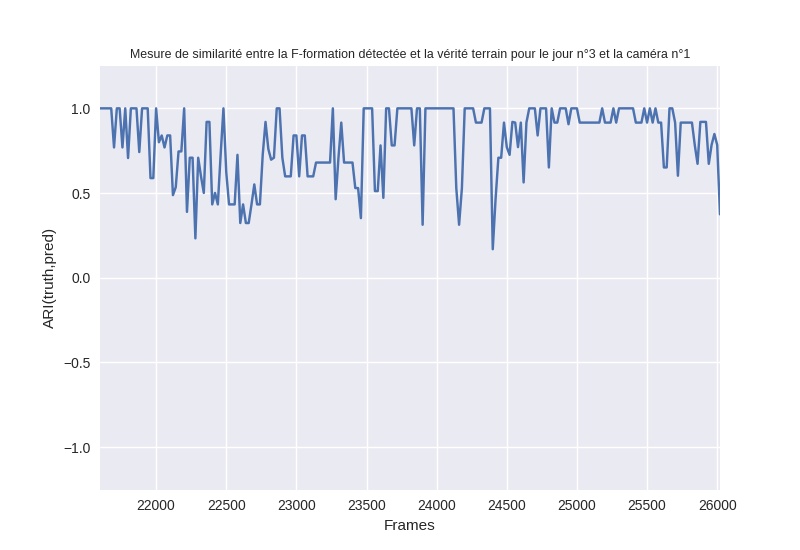 Mesure de similarité entre la F-formation détectée et la vérité terrain pour le jour n°3 et la caméra n°1
1.0
0.5
0.0
−0.5
−1.0
ARI(truth,pred)
22000 22500 23000 23500 24000 24500 25000 25500 26000
Frames